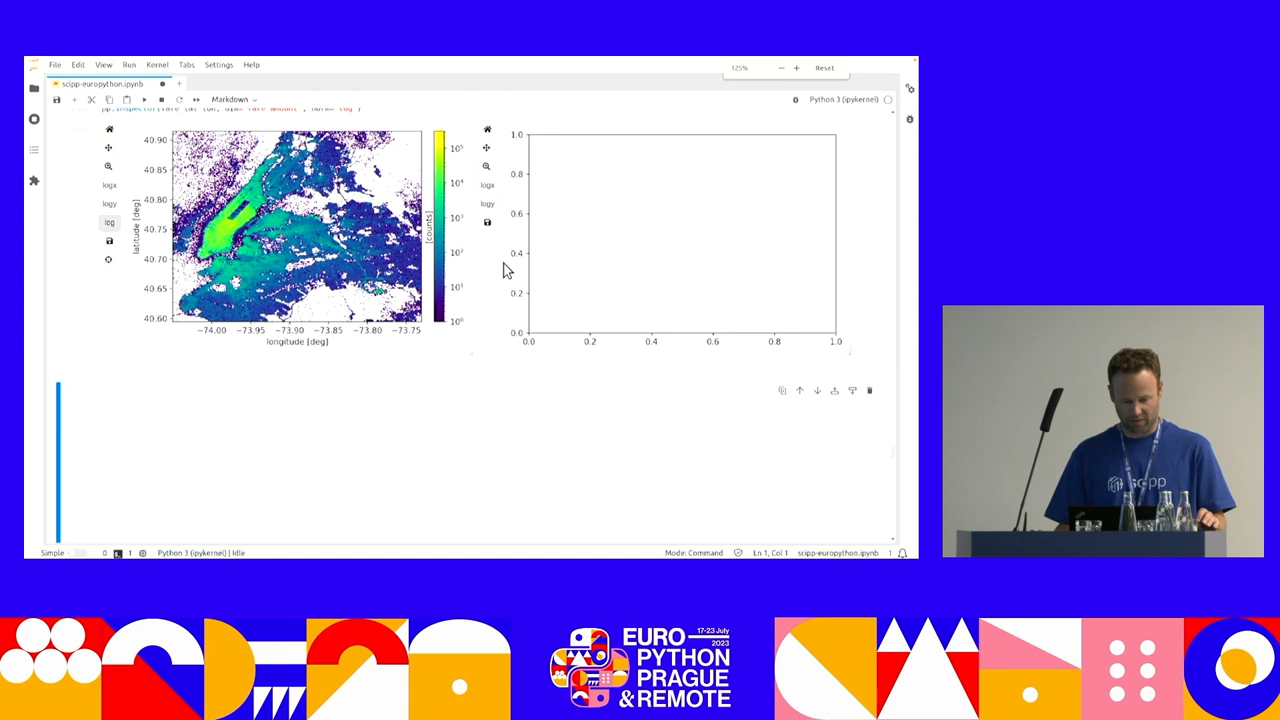 File Edit View Run Kernel Tabs Settings Help
125% − + Reset
scipp-europython.ipynb
Markdown
Python 3 (ipykernel)
40.90
40.85
40.80
40.75
40.70
40.65
40.60
latitude [deg]
−74.00 −73.95 −73.90 −73.85 −73.80 −73.75
longitude [deg]
logx
logy
log
10⁵
10⁴
10³
10²
10¹
10⁰
[counts]
logx
logy
1.0
0.8
0.6
0.4
0.2
0.0
0.0 0.2 0.4 0.6 0.8 1.0
Simple 0 1 Python 3 (ipykernel) | Idle Mode: Command Ln 1, Col 1 scipp-europython.ipynb 1
scipp
EURO 17-23 July
2023
PYTHON
PRAGUE
& REMOTE